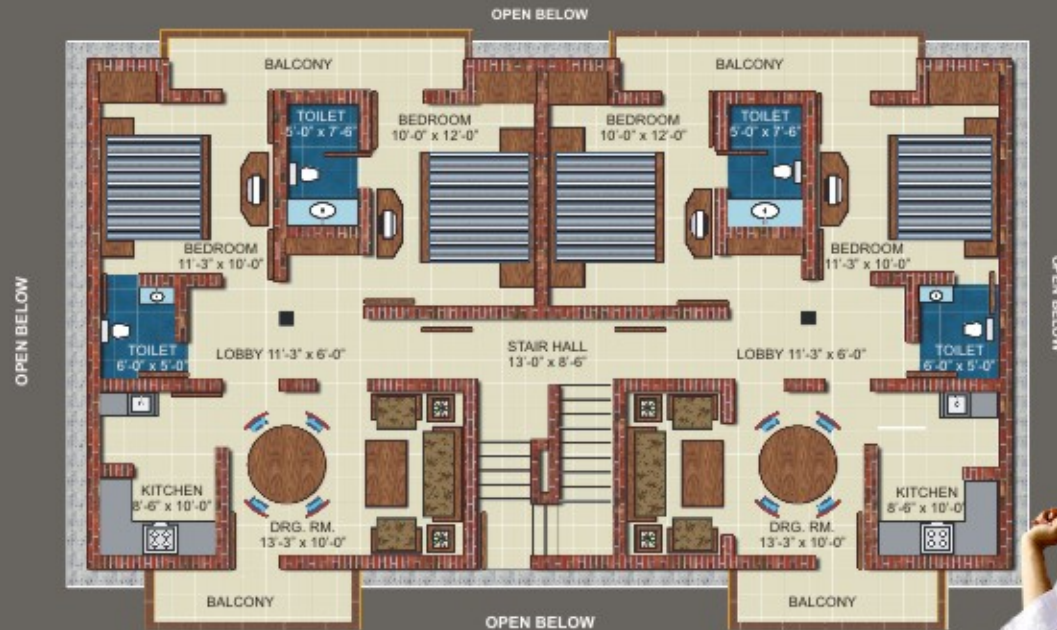 OPEN BELOW
BALCONY
BALCONY
TOILET
5'-0" x 7'-6"
BEDROOM
10'-0" x 12'-0"
BEDROOM
10'-0" x 12'-0"
TOILET
5'-0" x 7'-6"
BEDROOM
11'-3" x 10'-0"
BEDROOM
11'-3" x 10'-0"
OPEN BELOW
OPEN BELOW
TOILET
6'-0" x 5'-0"
LOBBY 11'-3" x 6'-0"
STAIR HALL
13'-0" x 8'-6"
LOBBY 11'-3" x 6'-0"
TOILET
6'-0" x 5'-0"
KITCHEN
8'-6" x 10'-0"
DRG. RM.
13'-3" x 10'-0"
DRG. RM.
13'-3" x 10'-0"
KITCHEN
8'-6" x 10'-0"
BALCONY
BALCONY
OPEN BELOW